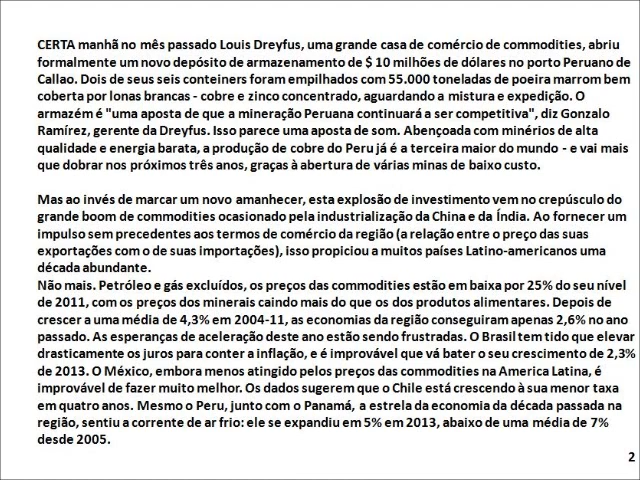 CERTA manhã no mês passado Louis Dreyfus, uma grande casa de comércio de commodities, abriu
formalmente um novo depósito de armazenamento de $ 10 milhões de dólares no porto Peruano de
Callao. Dois de seus seis conteiners foram empilhados com 55.000 toneladas de poeira marrom bem
coberta por lonas brancas - cobre e zinco concentrado, aguardando a mistura e expedição. O
armazém é "uma aposta de que a mineração Peruana continuará a ser competitiva", diz Gonzalo
Ramírez, gerente da Dreyfus. Isso parece uma aposta de som. Abençoada com minérios de alta
qualidade e energia barata, a produção de cobre do Peru já é a terceira maior do mundo - e vai mais
que dobrar nos próximos três anos, graças à abertura de várias minas de baixo custo.
Mas ao invés de marcar um novo amanhecer, esta explosão de investimento vem no crepúsculo do
grande boom de commodities ocasionado pela industrialização da China e da Índia. Ao fornecer um
impulso sem precedentes aos termos de comércio da região (a relação entre o preço das suas
exportações com o de suas importações), isso propiciou a muitos países Latino-americanos uma
década abundante.
Não mais. Petróleo e gás excluídos, os preços das commodities estão em baixa por 25% do seu nível
de 2011, com os preços dos minerais caindo mais do que os dos produtos alimentares. Depois de
crescer a uma média de 4,3% em 2004-11, as economias da região conseguiram apenas 2,6% no ano
passado. As esperanças de aceleração deste ano estão sendo frustradas. O Brasil tem tido que elevar
drasticamente os juros para conter a inflação, e é improvável que vá bater o seu crescimento de 2,3%
de 2013. O México, embora menos atingido pelos preços das commodities na America Latina, é
improvável de fazer muito melhor. Os dados sugerem que o Chile está crescendo à sua menor taxa
em quatro anos. Mesmo o Peru, junto com o Panamá, a estrela da economia da década passada na
região, sentiu a corrente de ar frio: ele se expandiu em 5% em 2013, abaixo de uma média de 7%
desde 2005.
2